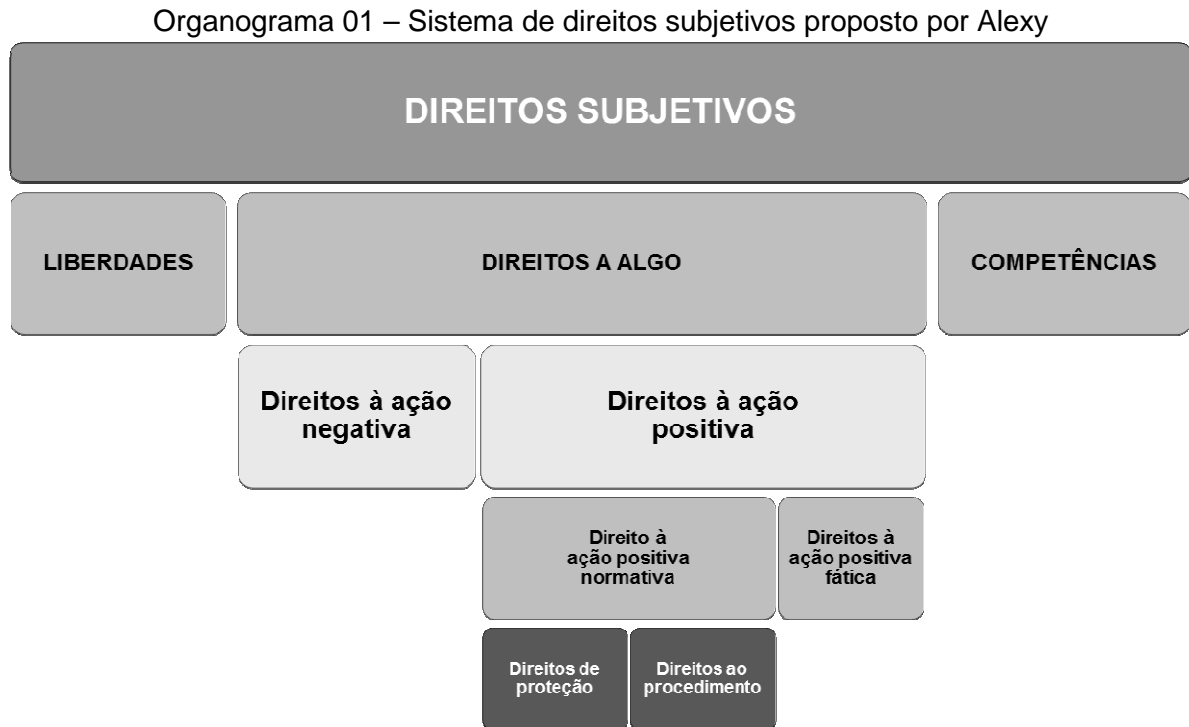 Organograma 01 – Sistema de direitos subjetivos proposto por Alexy
DIREITOS SUBJETIVOS
LIBERDADES
DIREITOS A ALGO
COMPETÊNCIAS
Direitos à ação
negativa
Direitos à ação
positiva
Direito à
ação positiva
normativa
Direitos à
ação positiva
fática
Direitos de
proteção
Direitos ao
procedimento